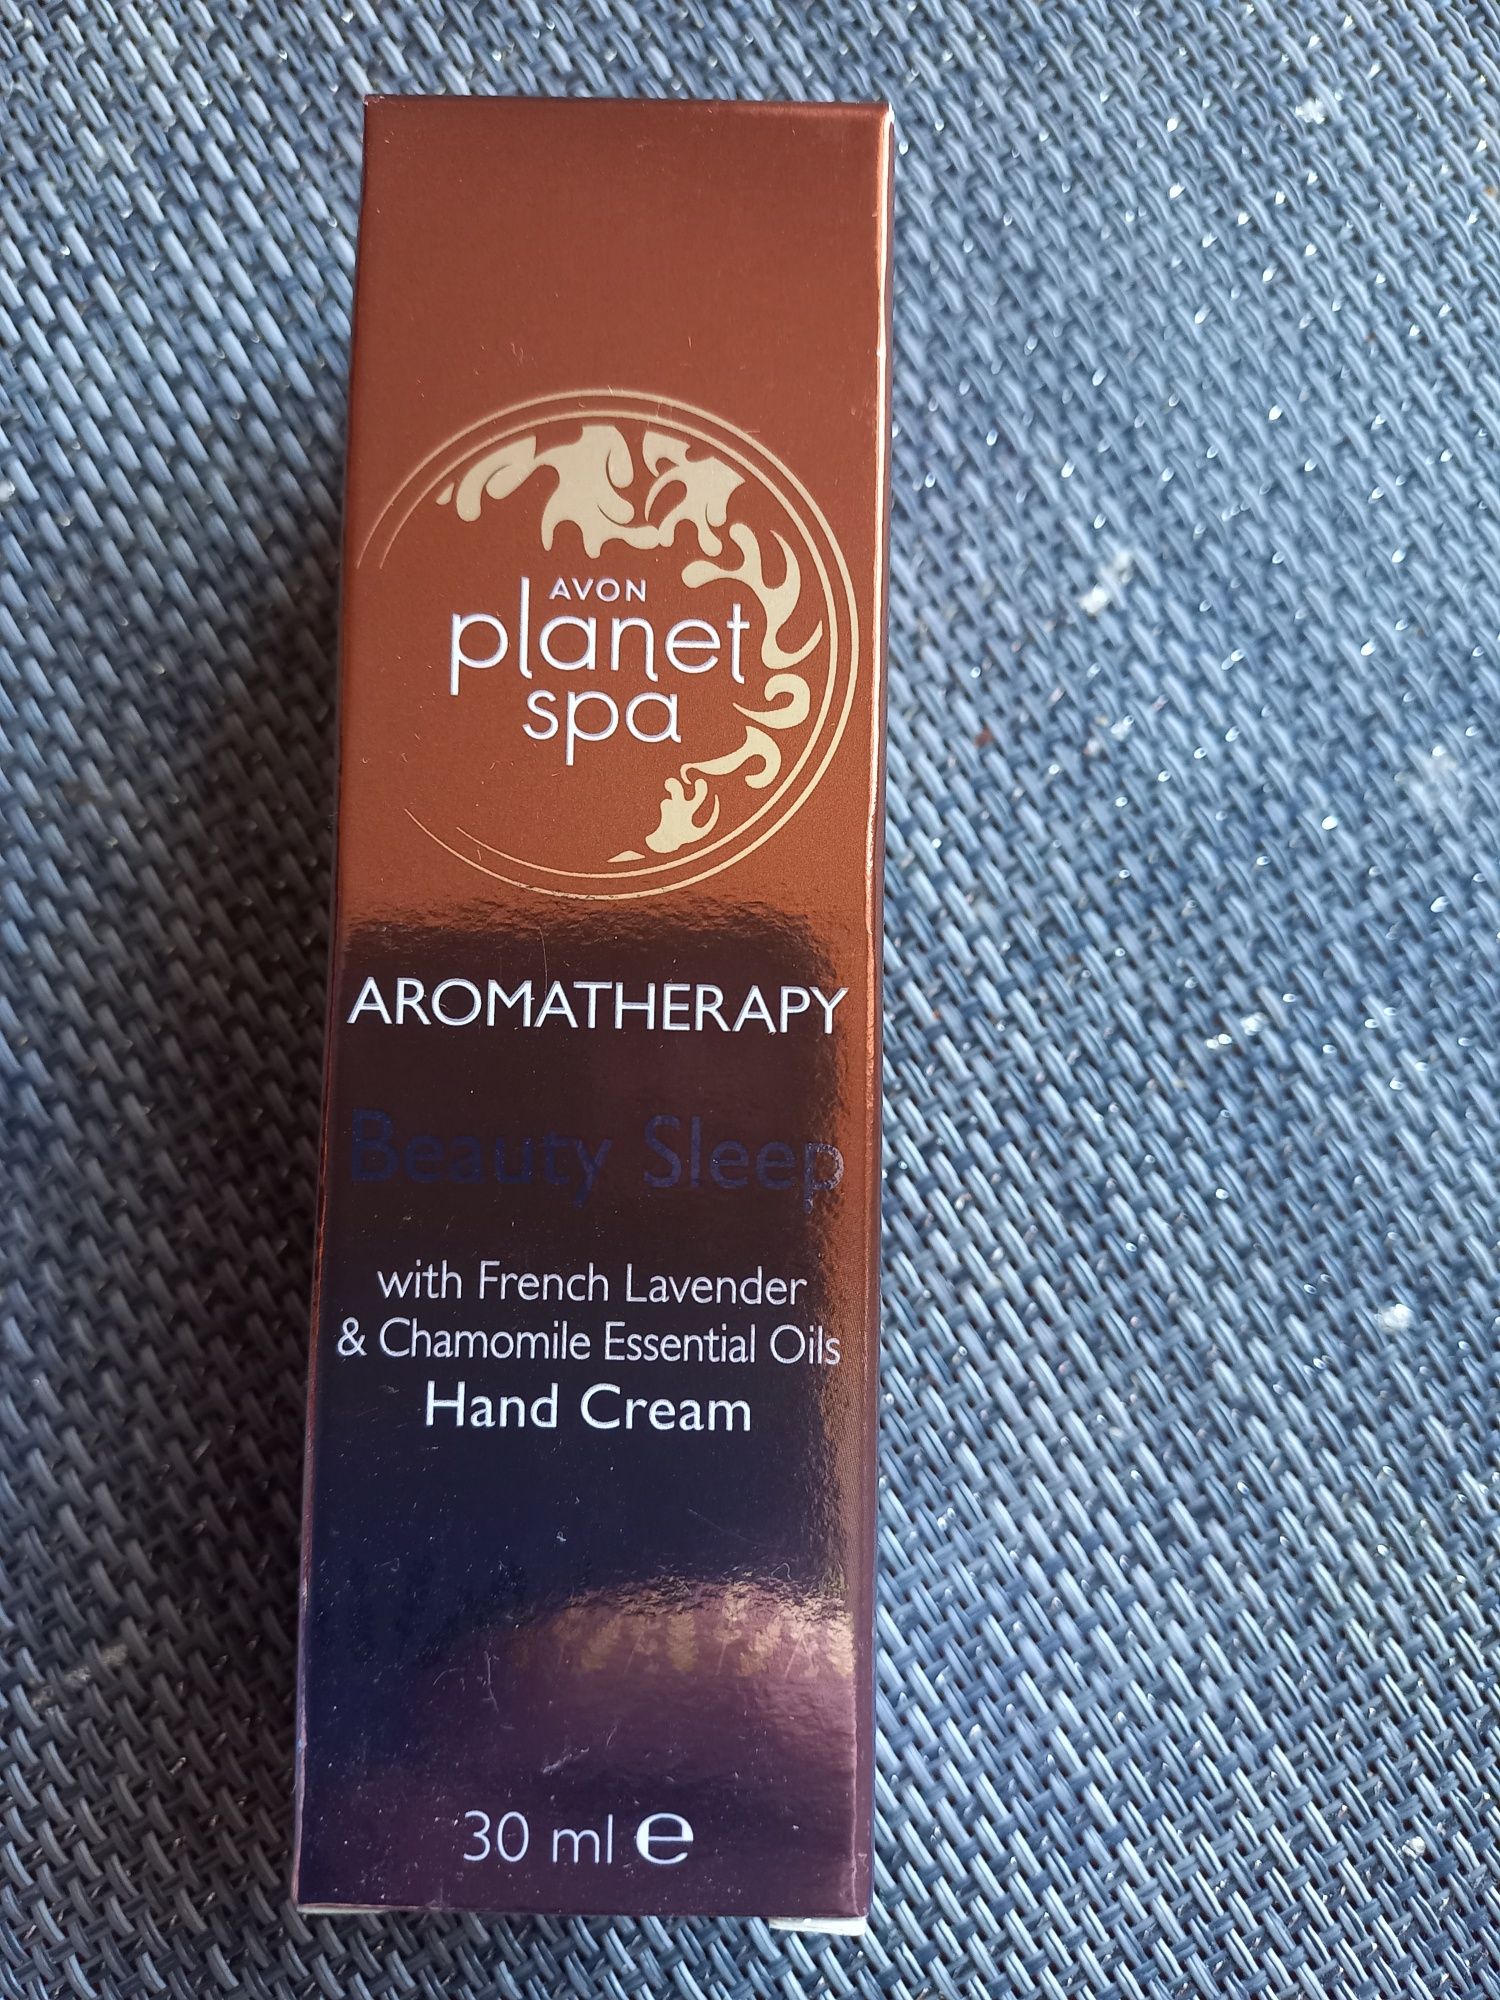 AVON
planet
spa
AROMATHERAPY
Beauty Sleep
with French Lavender
& Chamomile Essential Oils
Hand Cream
30 ml ℮